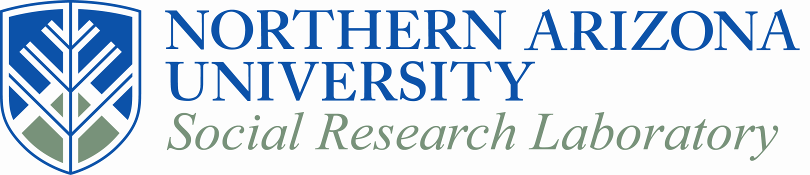 NORTHERN ARIZONA
UNIVERSITY
Social Research Laboratory